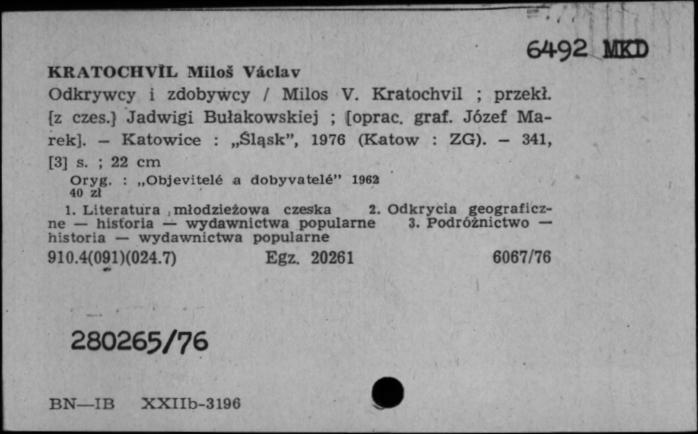 6492 MKD
KRATOCHVÍL Miloš Václav
Odkrywcy i zdobywcy / Milos V. Kratochvil ; przekł.
[z czes.] Jadwigi Bułakowskiej ; [oprac. graf. Józef Ma-
rek]. — Katowice : „Śląsk”, 1976 (Katow : ZG). — 341,
[3] s. ; 22 cm
Oryg. : „Objevitelé a dobyvatelé” 1962
40 zł
1. Literatura młodzieżowa czeska 2. Odkrycia geograficz-
ne — historia — wydawnictwa popularne 3. Podróżnictwo —
historia — wydawnictwa popularne
910.4(091)(024.7) Egz. 20261 6067/76
280265/76
BN—IB XXIIb-3196